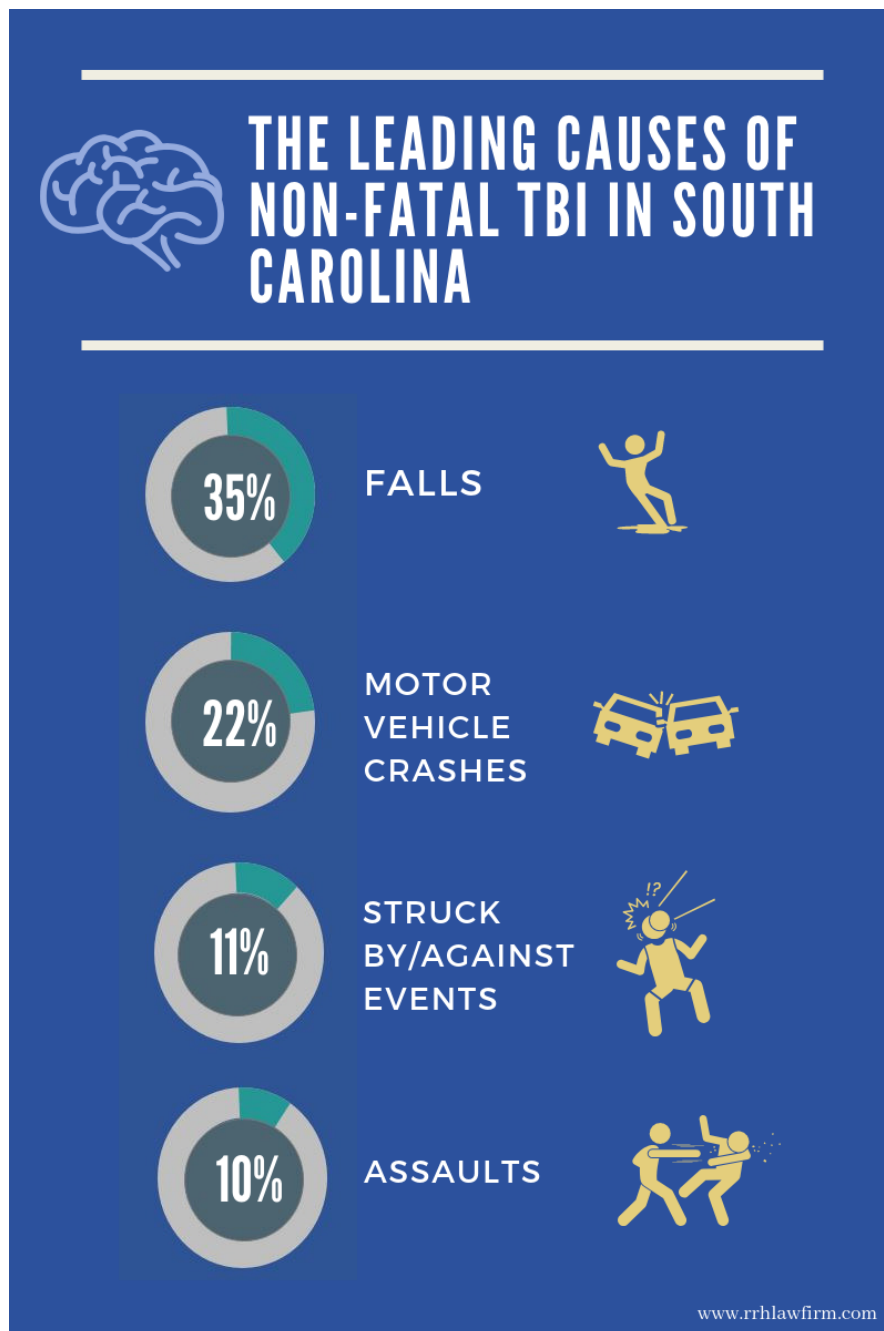 THE LEADING CAUSES OF
NON-FATAL TBI IN SOUTH
CAROLINA
35%
FALLS
22%
MOTOR
VEHICLE
CRASHES
11%
STRUCK
BY/AGAINST
EVENTS
!?
10%
ASSAULTS
www.rrhlawfirm.com